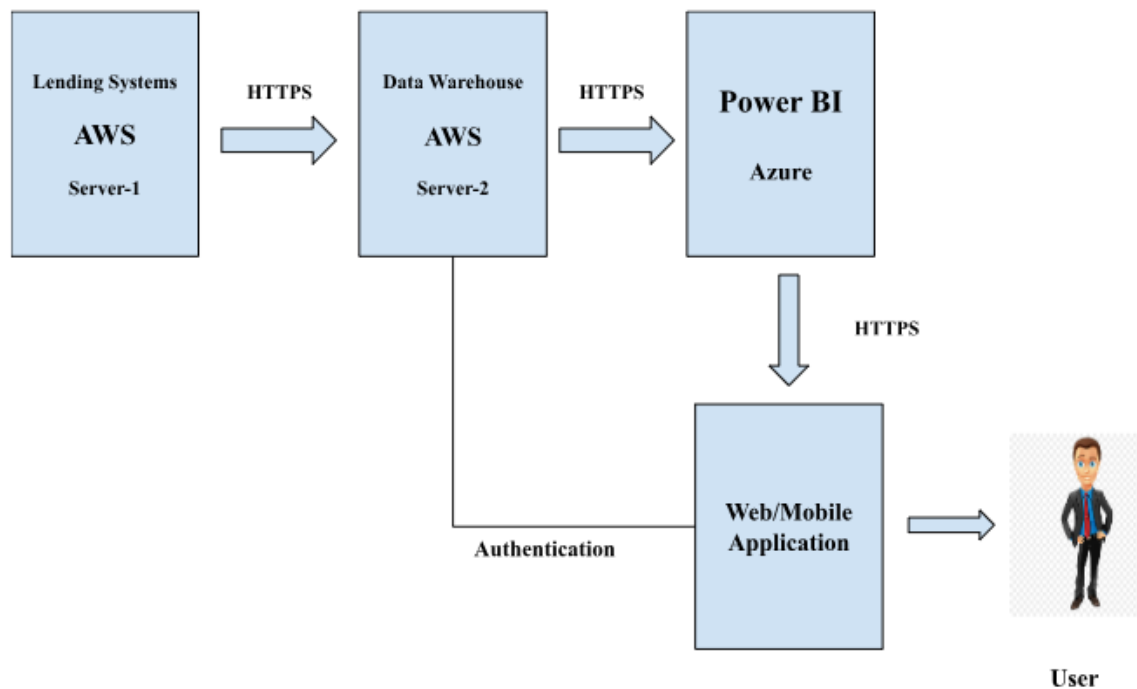 Lending Systems
AWS
Server-1
HTTPS
Data Warehouse
AWS
Server-2
HTTPS
Power BI
Azure
HTTPS
Web/Mobile
Application
Authentication
User